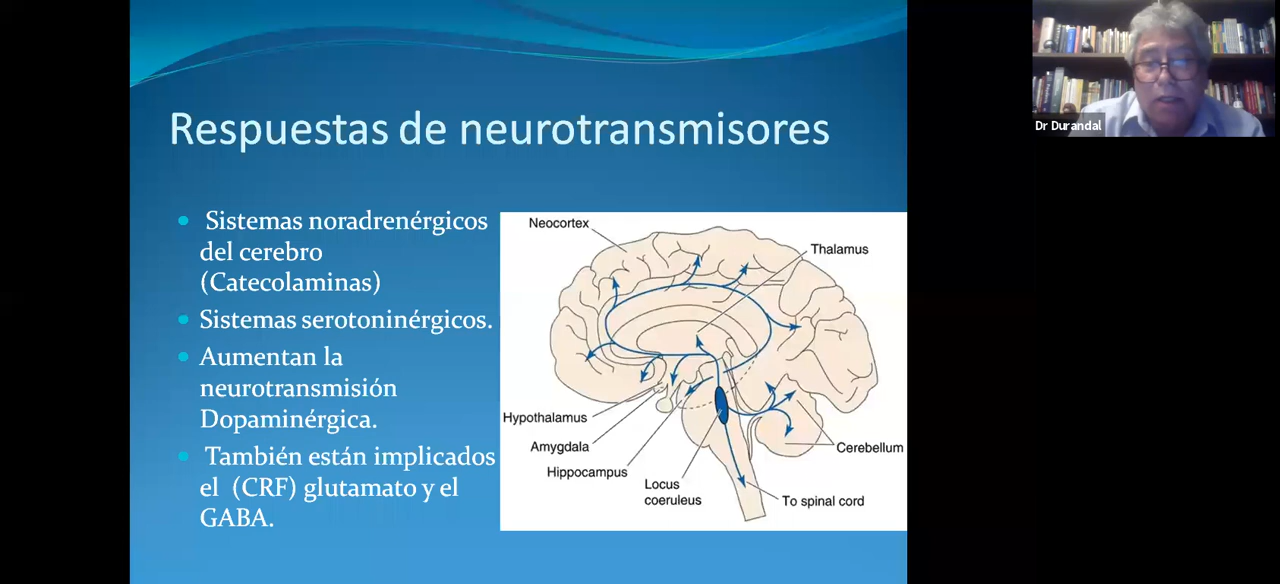 Respuestas de neurotransmisores
Sistemas noradrenérgicos
del cerebro
(Catecolaminas)
Sistemas serotoninérgicos.
Aumentan la
neurotransmisión
Dopaminérgica.
También están implicados
el (CRF) glutamato y el
GABA.
Neocortex
Thalamus
Hypothalamus
Amygdala
Hippocampus
Locus
coeruleus
Cerebellum
To spinal cord
Dr Durandal